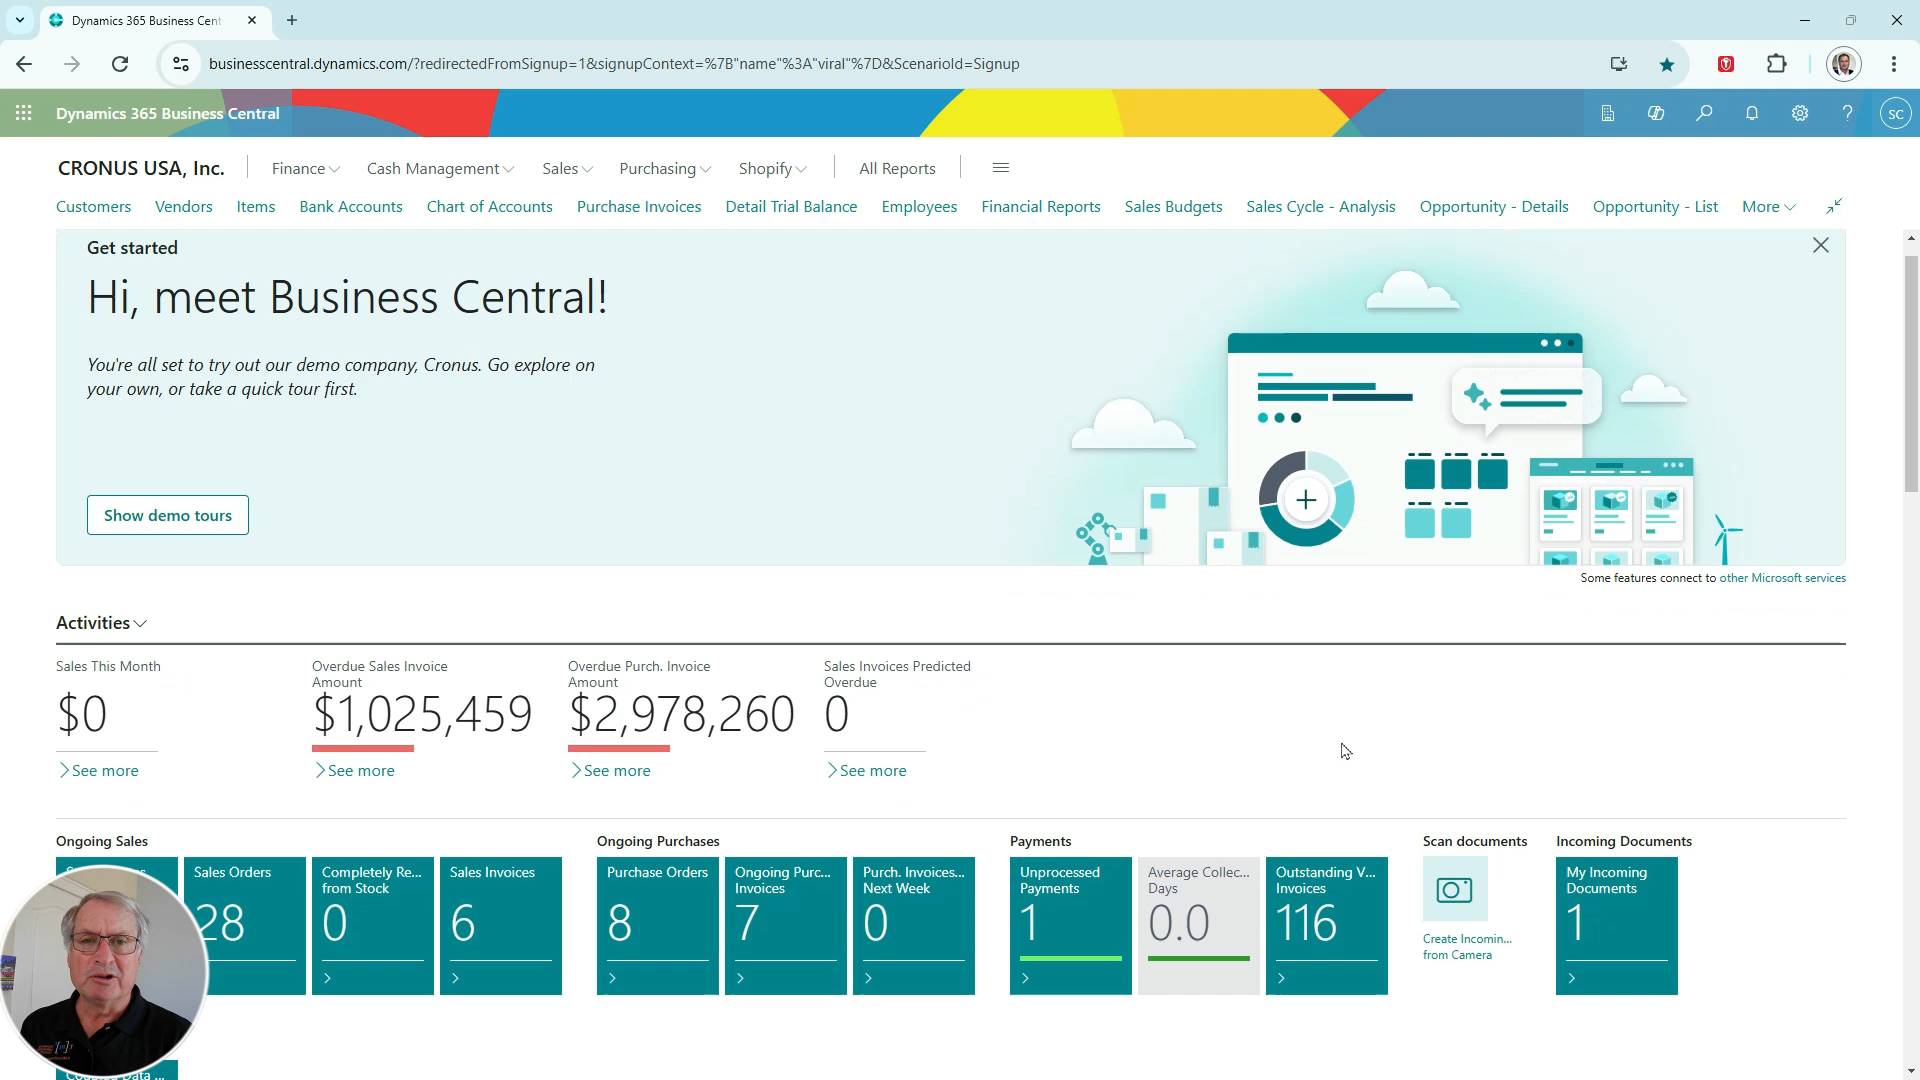 Dynamics 365 Business Cent
businesscentral.dynamics.com/?redirectedFromSignup=1&signupContext=%7B"name"%3A"viral"%7D&ScenarioId=Signup
Dynamics 365 Business Central
SC
CRONUS USA, Inc.
Finance
Cash Management
Sales
Purchasing
Shopify
All Reports
Customers
Vendors
Items
Bank Accounts
Chart of Accounts
Purchase Invoices
Detail Trial Balance
Employees
Financial Reports
Sales Budgets
Sales Cycle - Analysis
Opportunity - Details
Opportunity - List
More
Get started
Hi, meet Business Central!
You're all set to try out our demo company, Cronus. Go explore on
your own, or take a quick tour first.
Show demo tours
Some features connect to other Microsoft services
Activities
Sales This Month
$0
See more
Overdue Sales Invoice
Amount
$1,025,459
See more
Overdue Purch. Invoice
Amount
$2,978,260
See more
Sales Invoices Predicted
Overdue
0
See more
Ongoing Sales
Sales Orders
28
Completely Re...
from Stock
0
Sales Invoices
6
Ongoing Purchases
Purchase Orders
8
Ongoing Purc...
Invoices
7
Purch. Invoices...
Next Week
0
Payments
Unprocessed
Payments
1
Average Collec...
Days
0.0
Outstanding V...
Invoices
116
Scan documents
Create Incomin...
from Camera
Incoming Documents
My Incoming
Documents
1